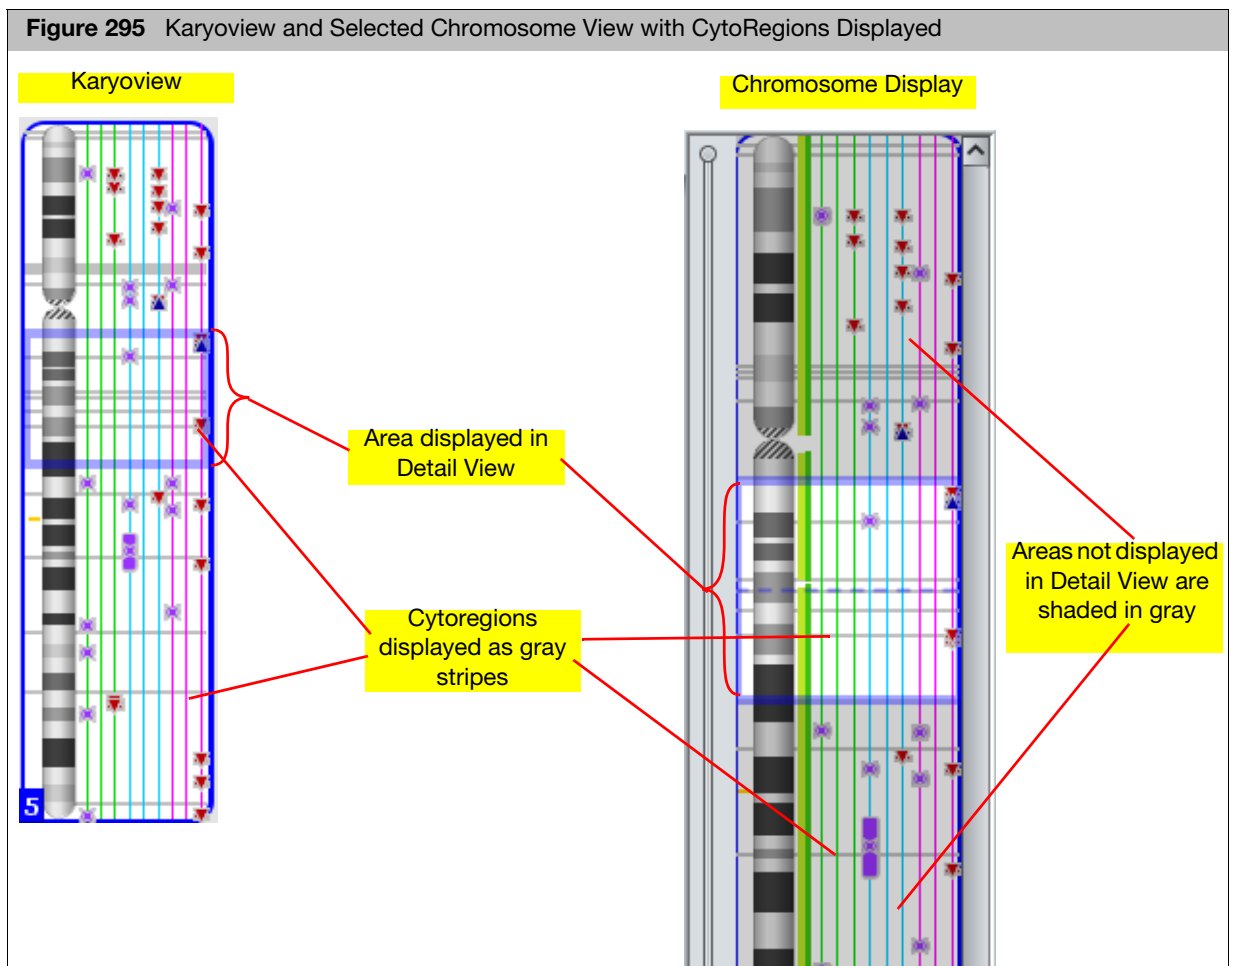 Figure 295 Karyoview and Selected Chromosome View with CytoRegions Displayed
Karyoview
Chromosome Display
Area displayed in
Detail View
Areas not displayed
in Detail View are
shaded in gray
Cytoregions
displayed as gray
stripes
5